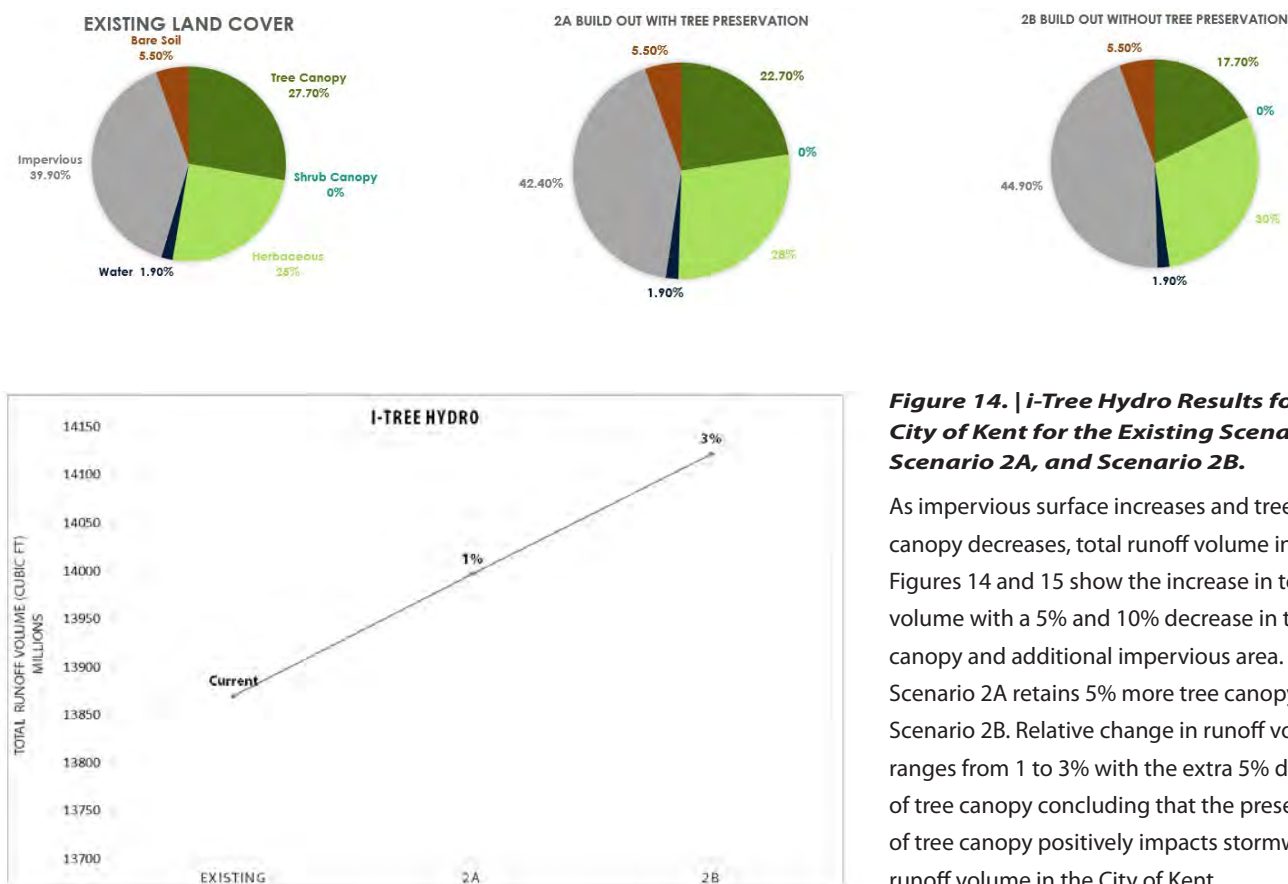 EXISTING LAND COVER
Bare Soil
5.50%
Tree Canopy
27.70%
Impervious
39.90%
Shrub Canopy
0%
Herbaceous
25%
Water 1.90%
2A BUILD OUT WITH TREE PRESERVATION
5.50%
22.70%
0%
42.40%
28%
1.90%
2B BUILD OUT WITHOUT TREE PRESERVATION
5.50%
17.70%
0%
44.90%
30%
1.90%
I-TREE HYDRO
TOTAL RUNOFF VOLUME (CUBIC FT)
MILLIONS
14150
14100
14050
14000
13950
13900
13850
13800
13750
13700
Current
1%
3%
EXISTING
2A
2B
Figure 14. | i-Tree Hydro Results fo
City of Kent for the Existing Scena
Scenario 2A, and Scenario 2B.
As impervious surface increases and tree
canopy decreases, total runoff volume in
Figures 14 and 15 show the increase in to
volume with a 5% and 10% decrease in t
canopy and additional impervious area.
Scenario 2A retains 5% more tree canopy
Scenario 2B. Relative change in runoff vo
ranges from 1 to 3% with the extra 5% d
of tree canopy concluding that the prese
of tree canopy positively impacts stormw
runoff volume in the City of Kent